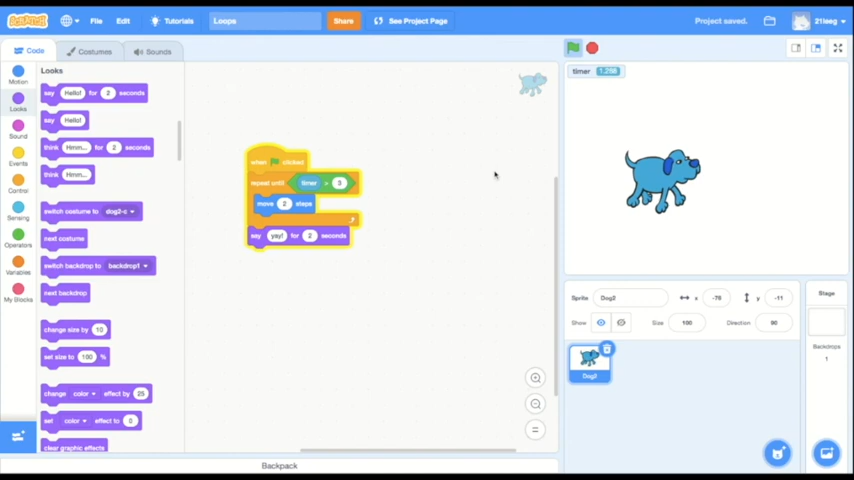 SCRATCH File Edit Tutorials Loops Share See Project Page Project saved. 21leeg
Code Costumes Sounds
Motion
Looks
Sound
Events
Control
Sensing
Operators
Variables
My Blocks
Looks
say Hello! for 2 seconds
say Hello!
think Hmm... for 2 seconds
think Hmm...
switch costume to dog2-c
next costume
switch backdrop to backdrop1
next backdrop
change size by 10
set size to 100 %
change color effect by 25
set color effect to 0
clear graphic effects
when clicked
repeat until timer > 3
move 2 steps
say yay! for 2 seconds
timer 1.298
Sprite Dog2 x -76 y -11
Show Size 100 Direction 90
Dog2
Stage
Backdrops
1
Backpack